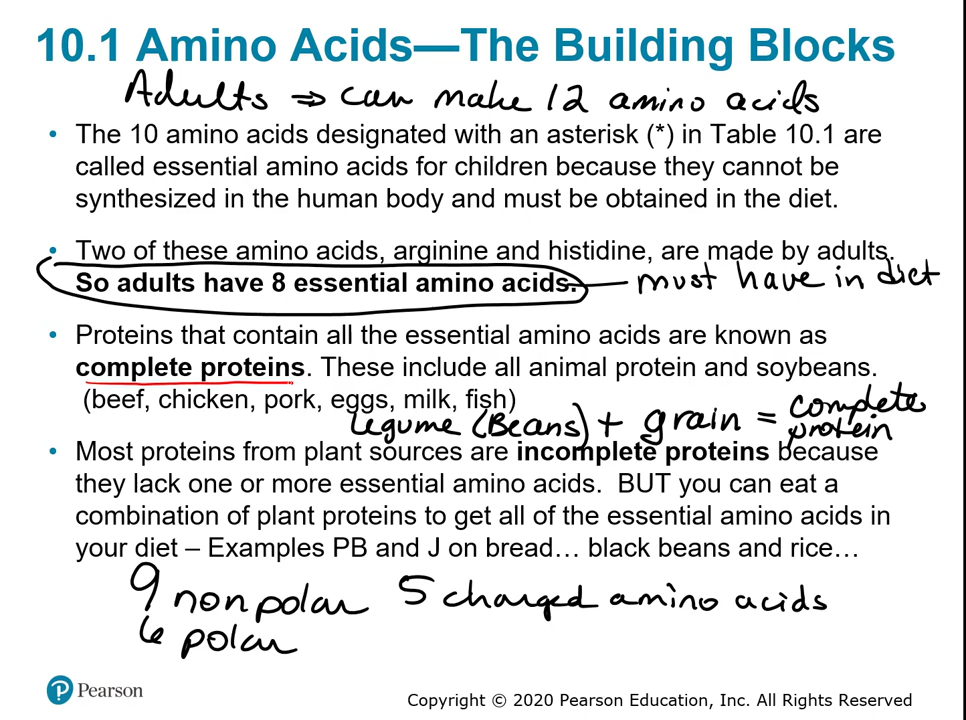 10.1 Amino Acids—The Building Blocks
Adults ⇒ can make 12 amino acids
• The 10 amino acids designated with an asterisk (*) in Table 10.1 are
called essential amino acids for children because they cannot be
synthesized in the human body and must be obtained in the diet.
• Two of these amino acids, arginine and histidine, are made by adults.
So adults have 8 essential amino acids. — must have in diet
• Proteins that contain all the essential amino acids are known as
complete proteins. These include all animal protein and soybeans.
(beef, chicken, pork, eggs, milk, fish)
legume (Beans) + grain = complete
protein
• Most proteins from plant sources are incomplete proteins because
they lack one or more essential amino acids. BUT you can eat a
combination of plant proteins to get all of the essential amino acids in
your diet – Examples PB and J on bread… black beans and rice…
9 nonpolar 5 charged amino acids
6 polar
P Pearson
Copyright © 2020 Pearson Education, Inc. All Rights Reserved